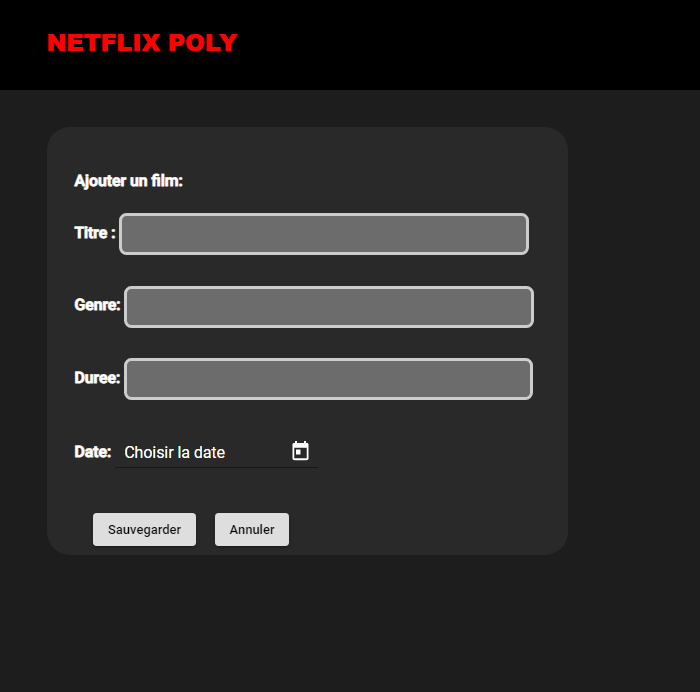 NETFLIX POLY
Ajouter un film:
Titre :
Genre:
Duree:
Date: Choisir la date
Sauvegarder Annuler